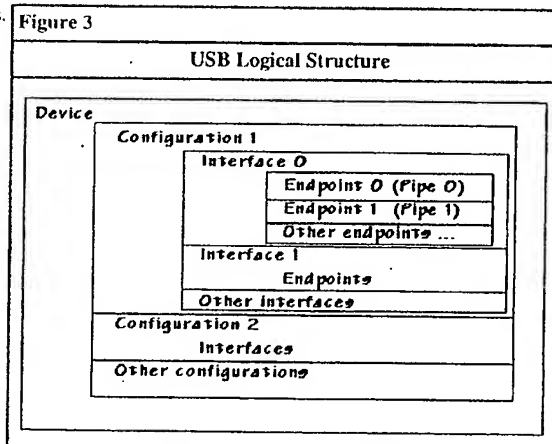 Figure 3
USB Logical Structure
Device
Configuration 1
Interface 0
Endpoint 0 (Pipe 0)
Endpoint 1 (Pipe 1)
Other endpoints ...
Interface 1
Endpoints
Other interfaces
Configuration 2
Interfaces
Other configurations